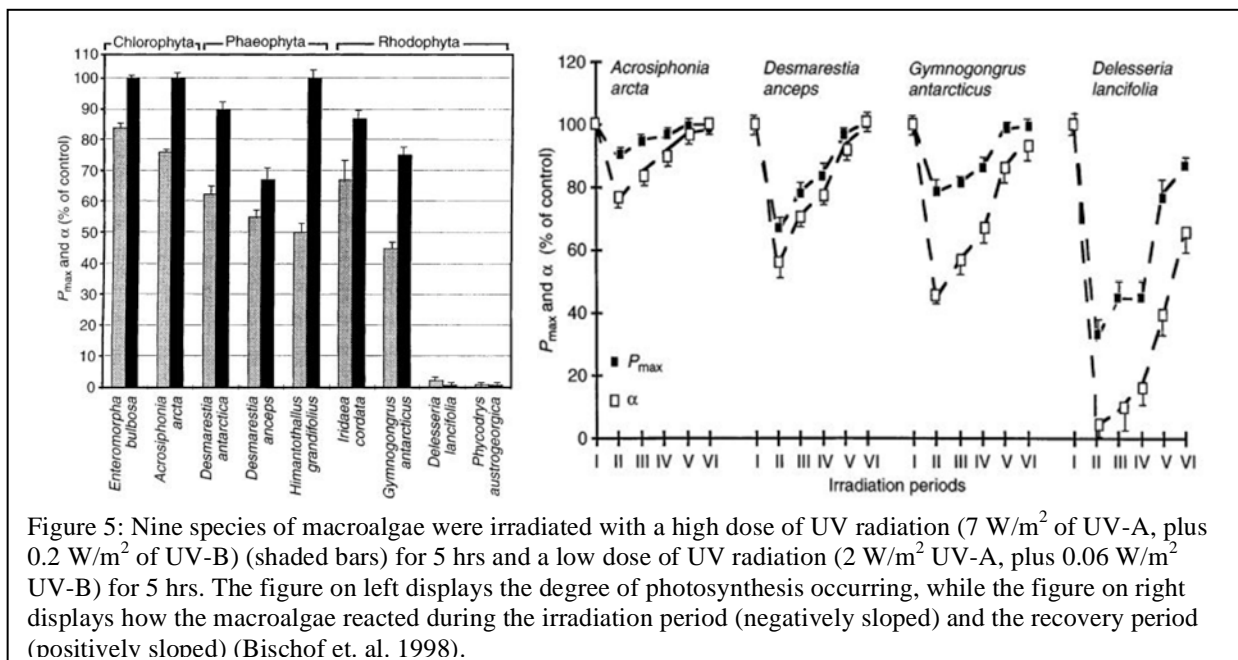 Chlorophyta Phaeophyta Rhodophyta
110
100
90
80
70
60
50
40
30
20
10
0
P max and α (% of control)
Enteromorpha bulbosa
Acrosiphonia arcta
Desmarestia antarctica
Desmarestia anceps
Himantothallus grandifolius
Iridaea cordata
Gymnogongrus antarcticus
Delesseria lancifolia
Phycodrys austrogeorgica
120
100
80
60
40
20
0
P max and α (% of control)
Acrosiphonia arcta
Desmarestia anceps
Gymnogongrus antarcticus
Delesseria lancifolia
P max
α
I II III IV V VI I II III IV V VI I II III IV V VI I II III IV V VI
Irradiation periods
Figure 5: Nine species of macroalgae were irradiated with a high dose of UV radiation (7 W/m² of UV-A, plus
0.2 W/m² of UV-B) (shaded bars) for 5 hrs and a low dose of UV radiation (2 W/m² UV-A, plus 0.06 W/m²
UV-B) for 5 hrs. The figure on left displays the degree of photosynthesis occurring, while the figure on right
displays how the macroalgae reacted during the irradiation period (negatively sloped) and the recovery period
(positively sloped) (Bischof et. al. 1998).